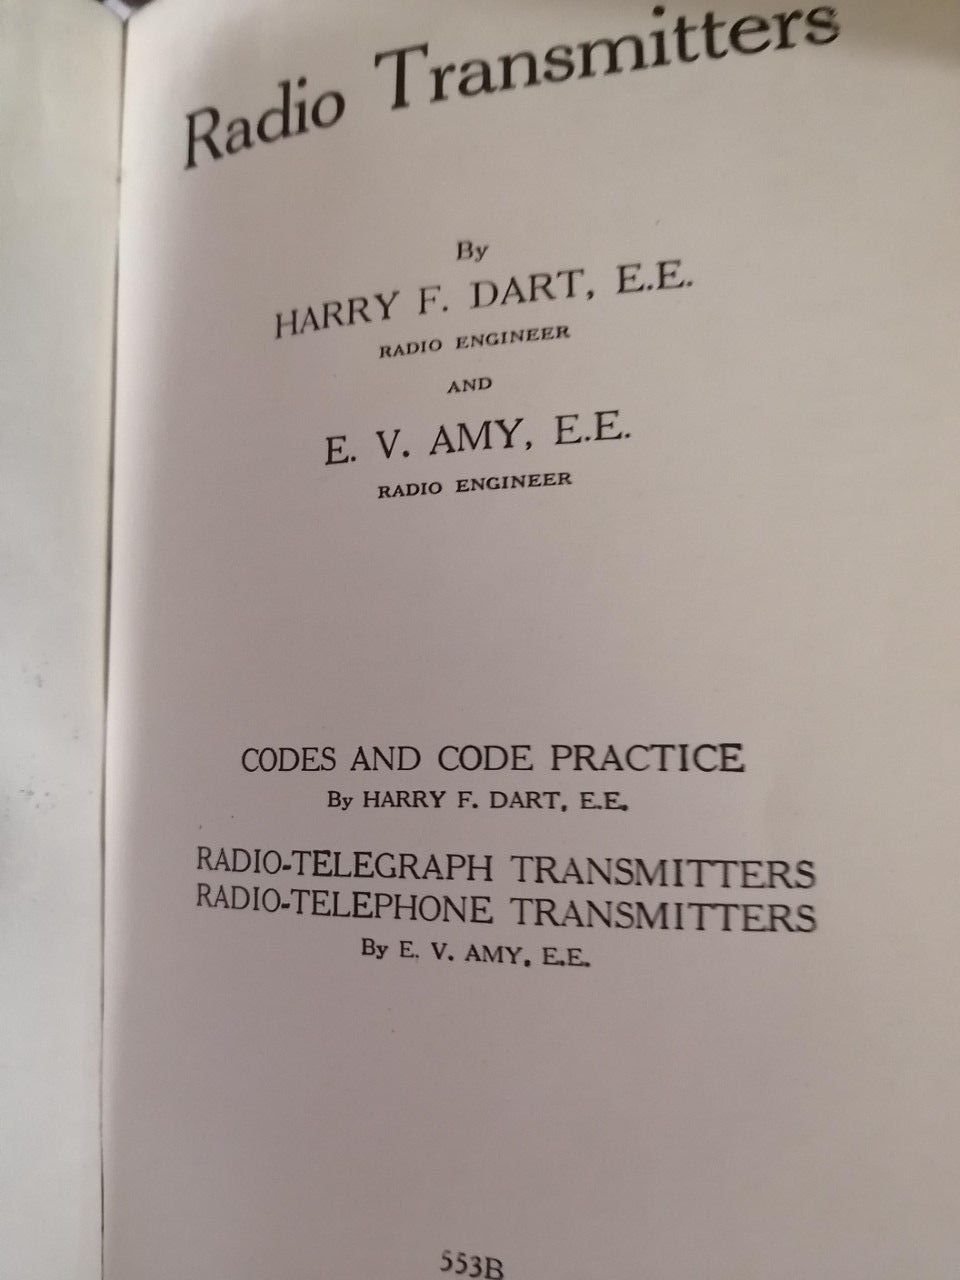 Radio Transmitters
By
HARRY F. DART, E.E.
RADIO ENGINEER
AND
E. V. AMY, E.E.
RADIO ENGINEER
CODES AND CODE PRACTICE
By HARRY F. DART, E.E.
RADIO-TELEGRAPH TRANSMITTERS
RADIO-TELEPHONE TRANSMITTERS
By E. V. AMY, E.E.
553B